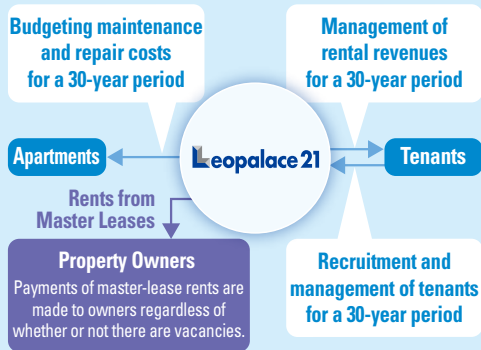 Budgeting maintenance
and repair costs
for a 30-year period
Management of
rental revenues
for a 30-year period
Apartments
Leopalace21
Tenants
Rents from
Master Leases
Property Owners
Payments of master-lease rents are
made to owners regardless of
whether or not there are vacancies.
Recruitment and
management of tenants
for a 30-year period